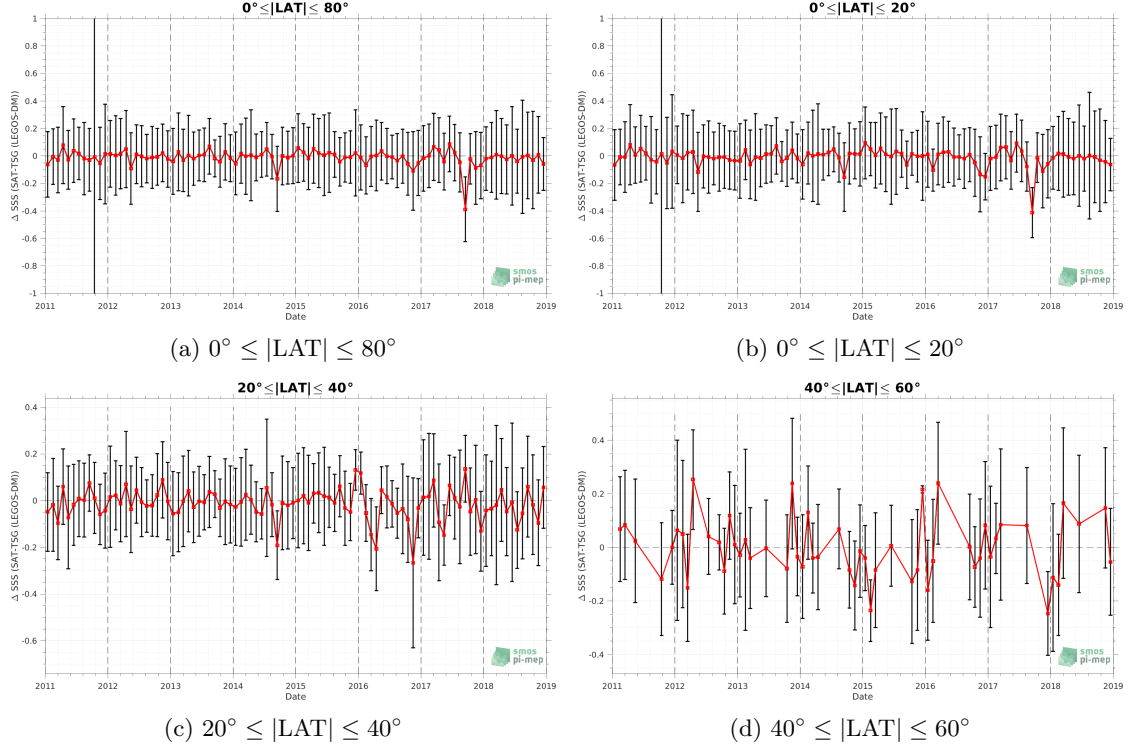 0°≤|LAT|≤ 80°
Δ SSS (SAT-TSG (LEGOS-DM))
1
0.8
0.6
0.4
0.2
0
-0.2
-0.4
-0.6
-0.8
-1
2011 2012 2013 2014 2015 2016 2017 2018 2019
Date
smos
pi-mep
(a) 0° ≤ |LAT| ≤ 80°
0°≤|LAT|≤ 20°
Δ SSS (SAT-TSG (LEGOS-DM))
1
0.8
0.6
0.4
0.2
0
-0.2
-0.4
-0.6
-0.8
-1
2011 2012 2013 2014 2015 2016 2017 2018 2019
Date
smos
pi-mep
(b) 0° ≤ |LAT| ≤ 20°
20°≤|LAT|≤ 40°
Δ SSS (SAT-TSG (LEGOS-DM))
0.4
0.2
0
-0.2
-0.4
-0.6
2011 2012 2013 2014 2015 2016 2017 2018 2019
Date
smos
pi-mep
(c) 20° ≤ |LAT| ≤ 40°
40°≤|LAT|≤ 60°
Δ SSS (SAT-TSG (LEGOS-DM))
0.4
0.2
0
-0.2
-0.4
2011 2012 2013 2014 2015 2016 2017 2018 2019
Date
smos
pi-mep
(d) 40° ≤ |LAT| ≤ 60°